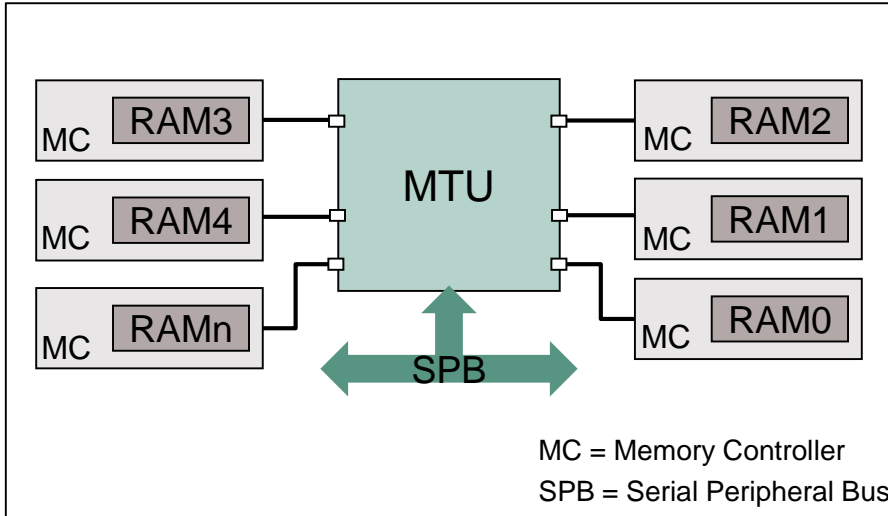 MC RAM3
MTU
MC RAM2
MC RAM4
MC RAM1
MC RAMn
MC RAM0
SPB
MC = Memory Controller
SPB = Serial Peripheral Bus